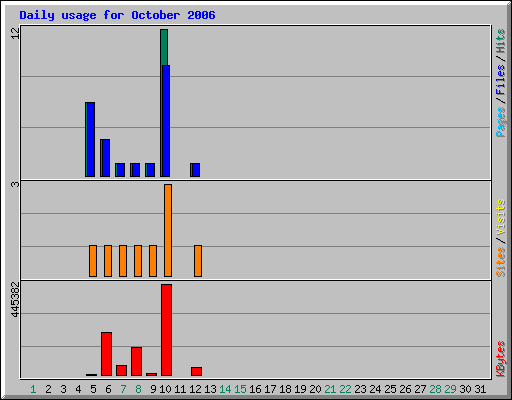 Daily usage for October 2006
12
3
445382
Pages / Files / Hits
Sites / Visits
KBytes
1 2 3 4 5 6 7 8 9 10 11 12 13 14 15 16 17 18 19 20 21 22 23 24 25 26 27 28 29 30 31